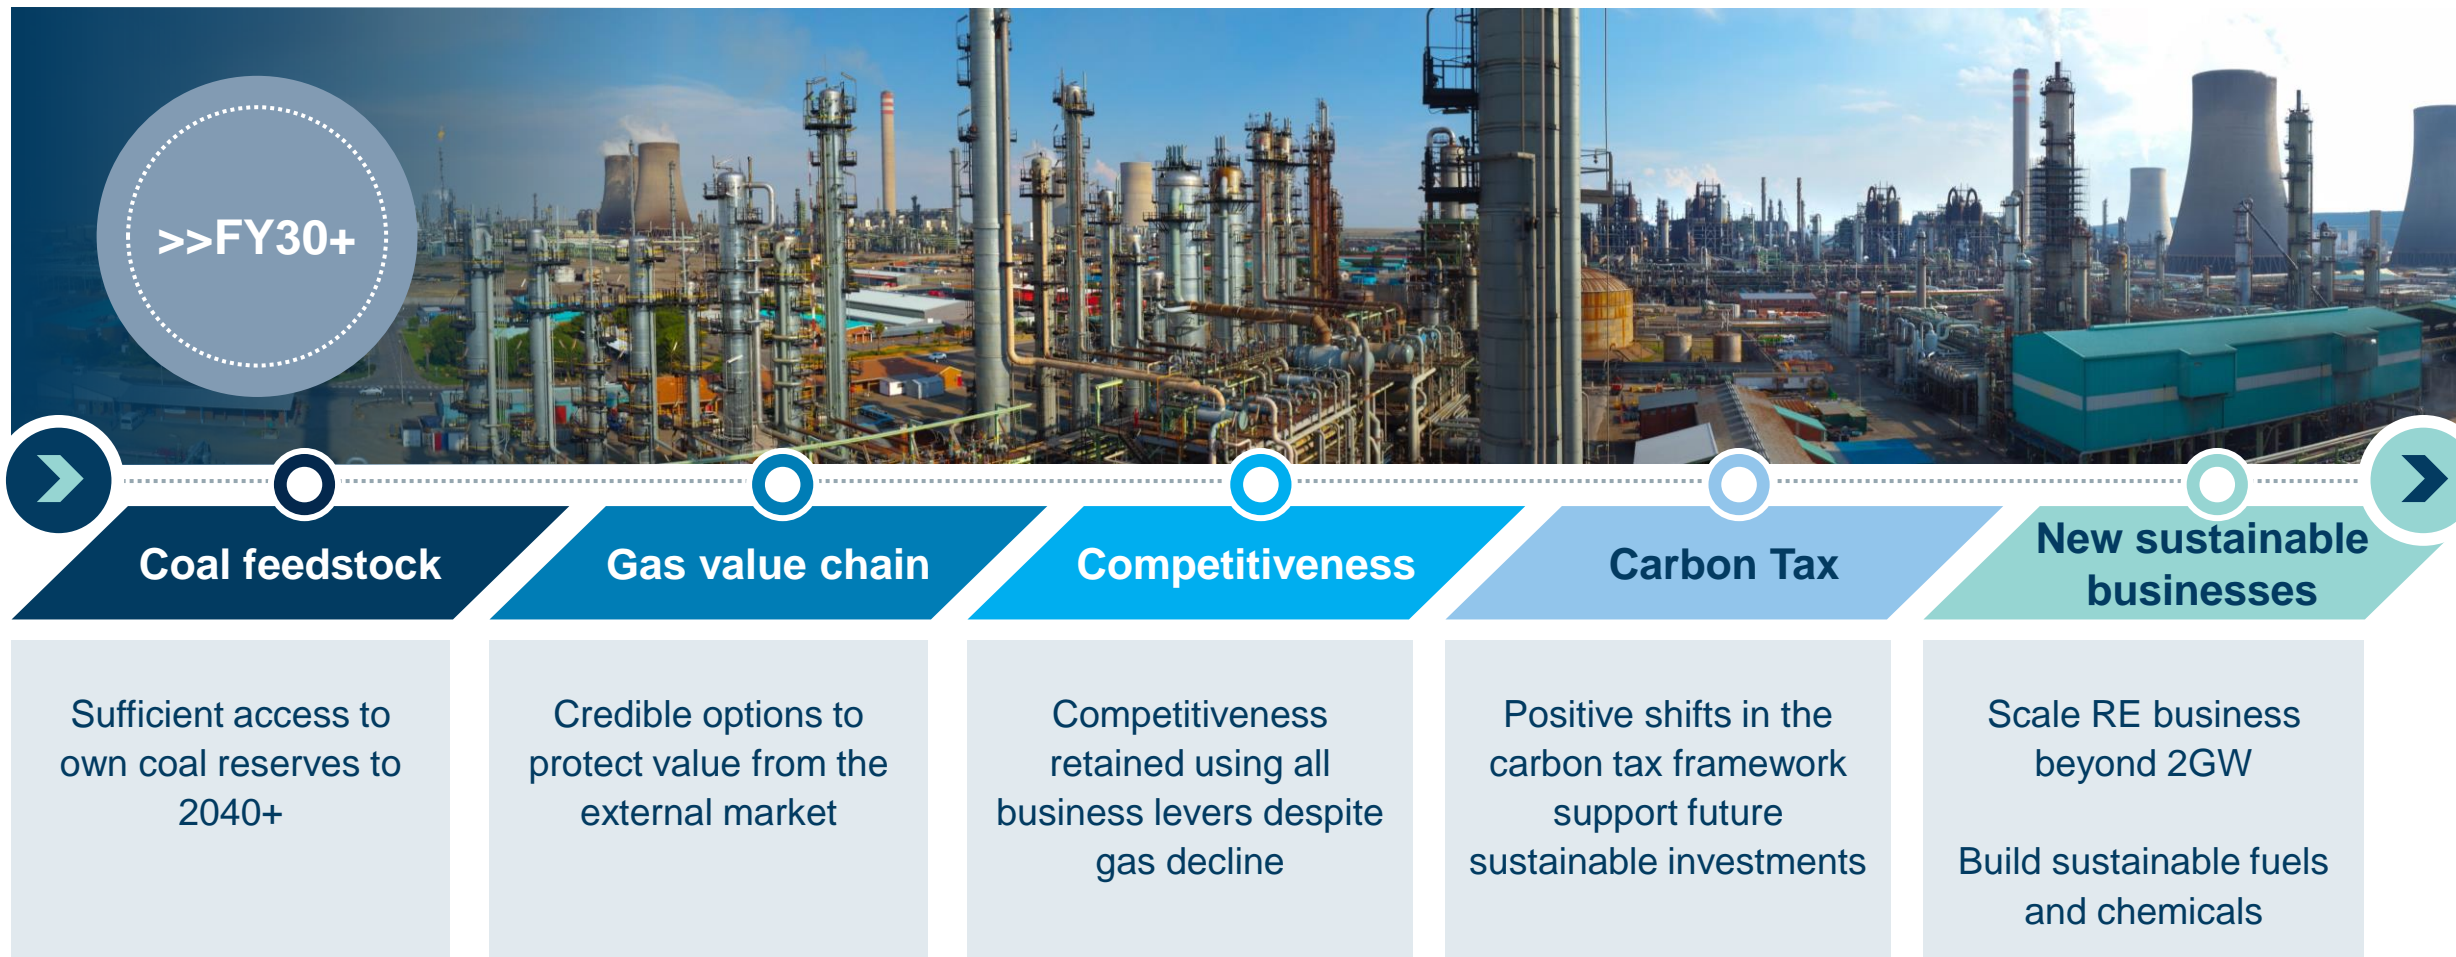 >>FY30+
Coal feedstock
Gas value chain
Competitiveness
Carbon Tax
New sustainable
businesses
Sufficient access to
own coal reserves to
2040+
Credible options to
protect value from the
external market
Competitiveness
retained using all
business levers despite
gas decline
Positive shifts in the
carbon tax framework
support future
sustainable investments
Scale RE business
beyond 2GW
Build sustainable fuels
and chemicals